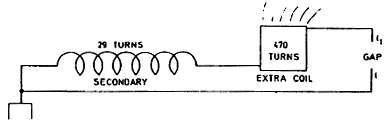 29 TURNS
SECONDARY
470
TURNS
EXTRA COIL
GAP